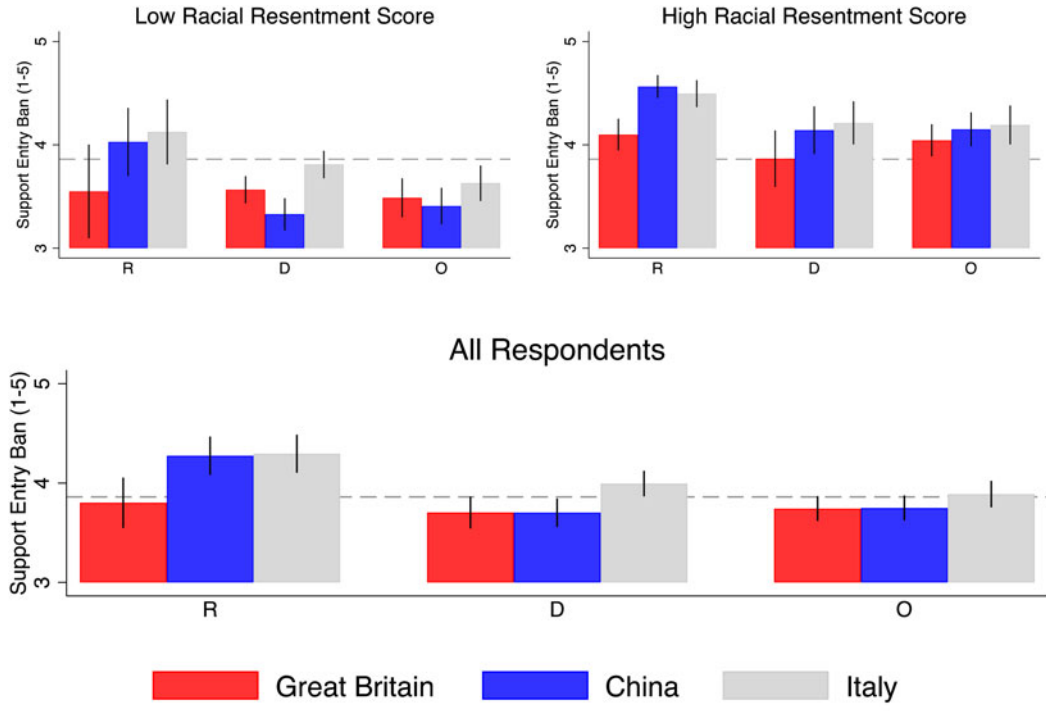 Low Racial Resentment Score
Support Entry Ban (1-5)
5
4
3
R D O
High Racial Resentment Score
Support Entry Ban (1-5)
5
4
3
R D O
All Respondents
Support Entry Ban (1-5)
5
4
3
R D O
Great Britain China Italy